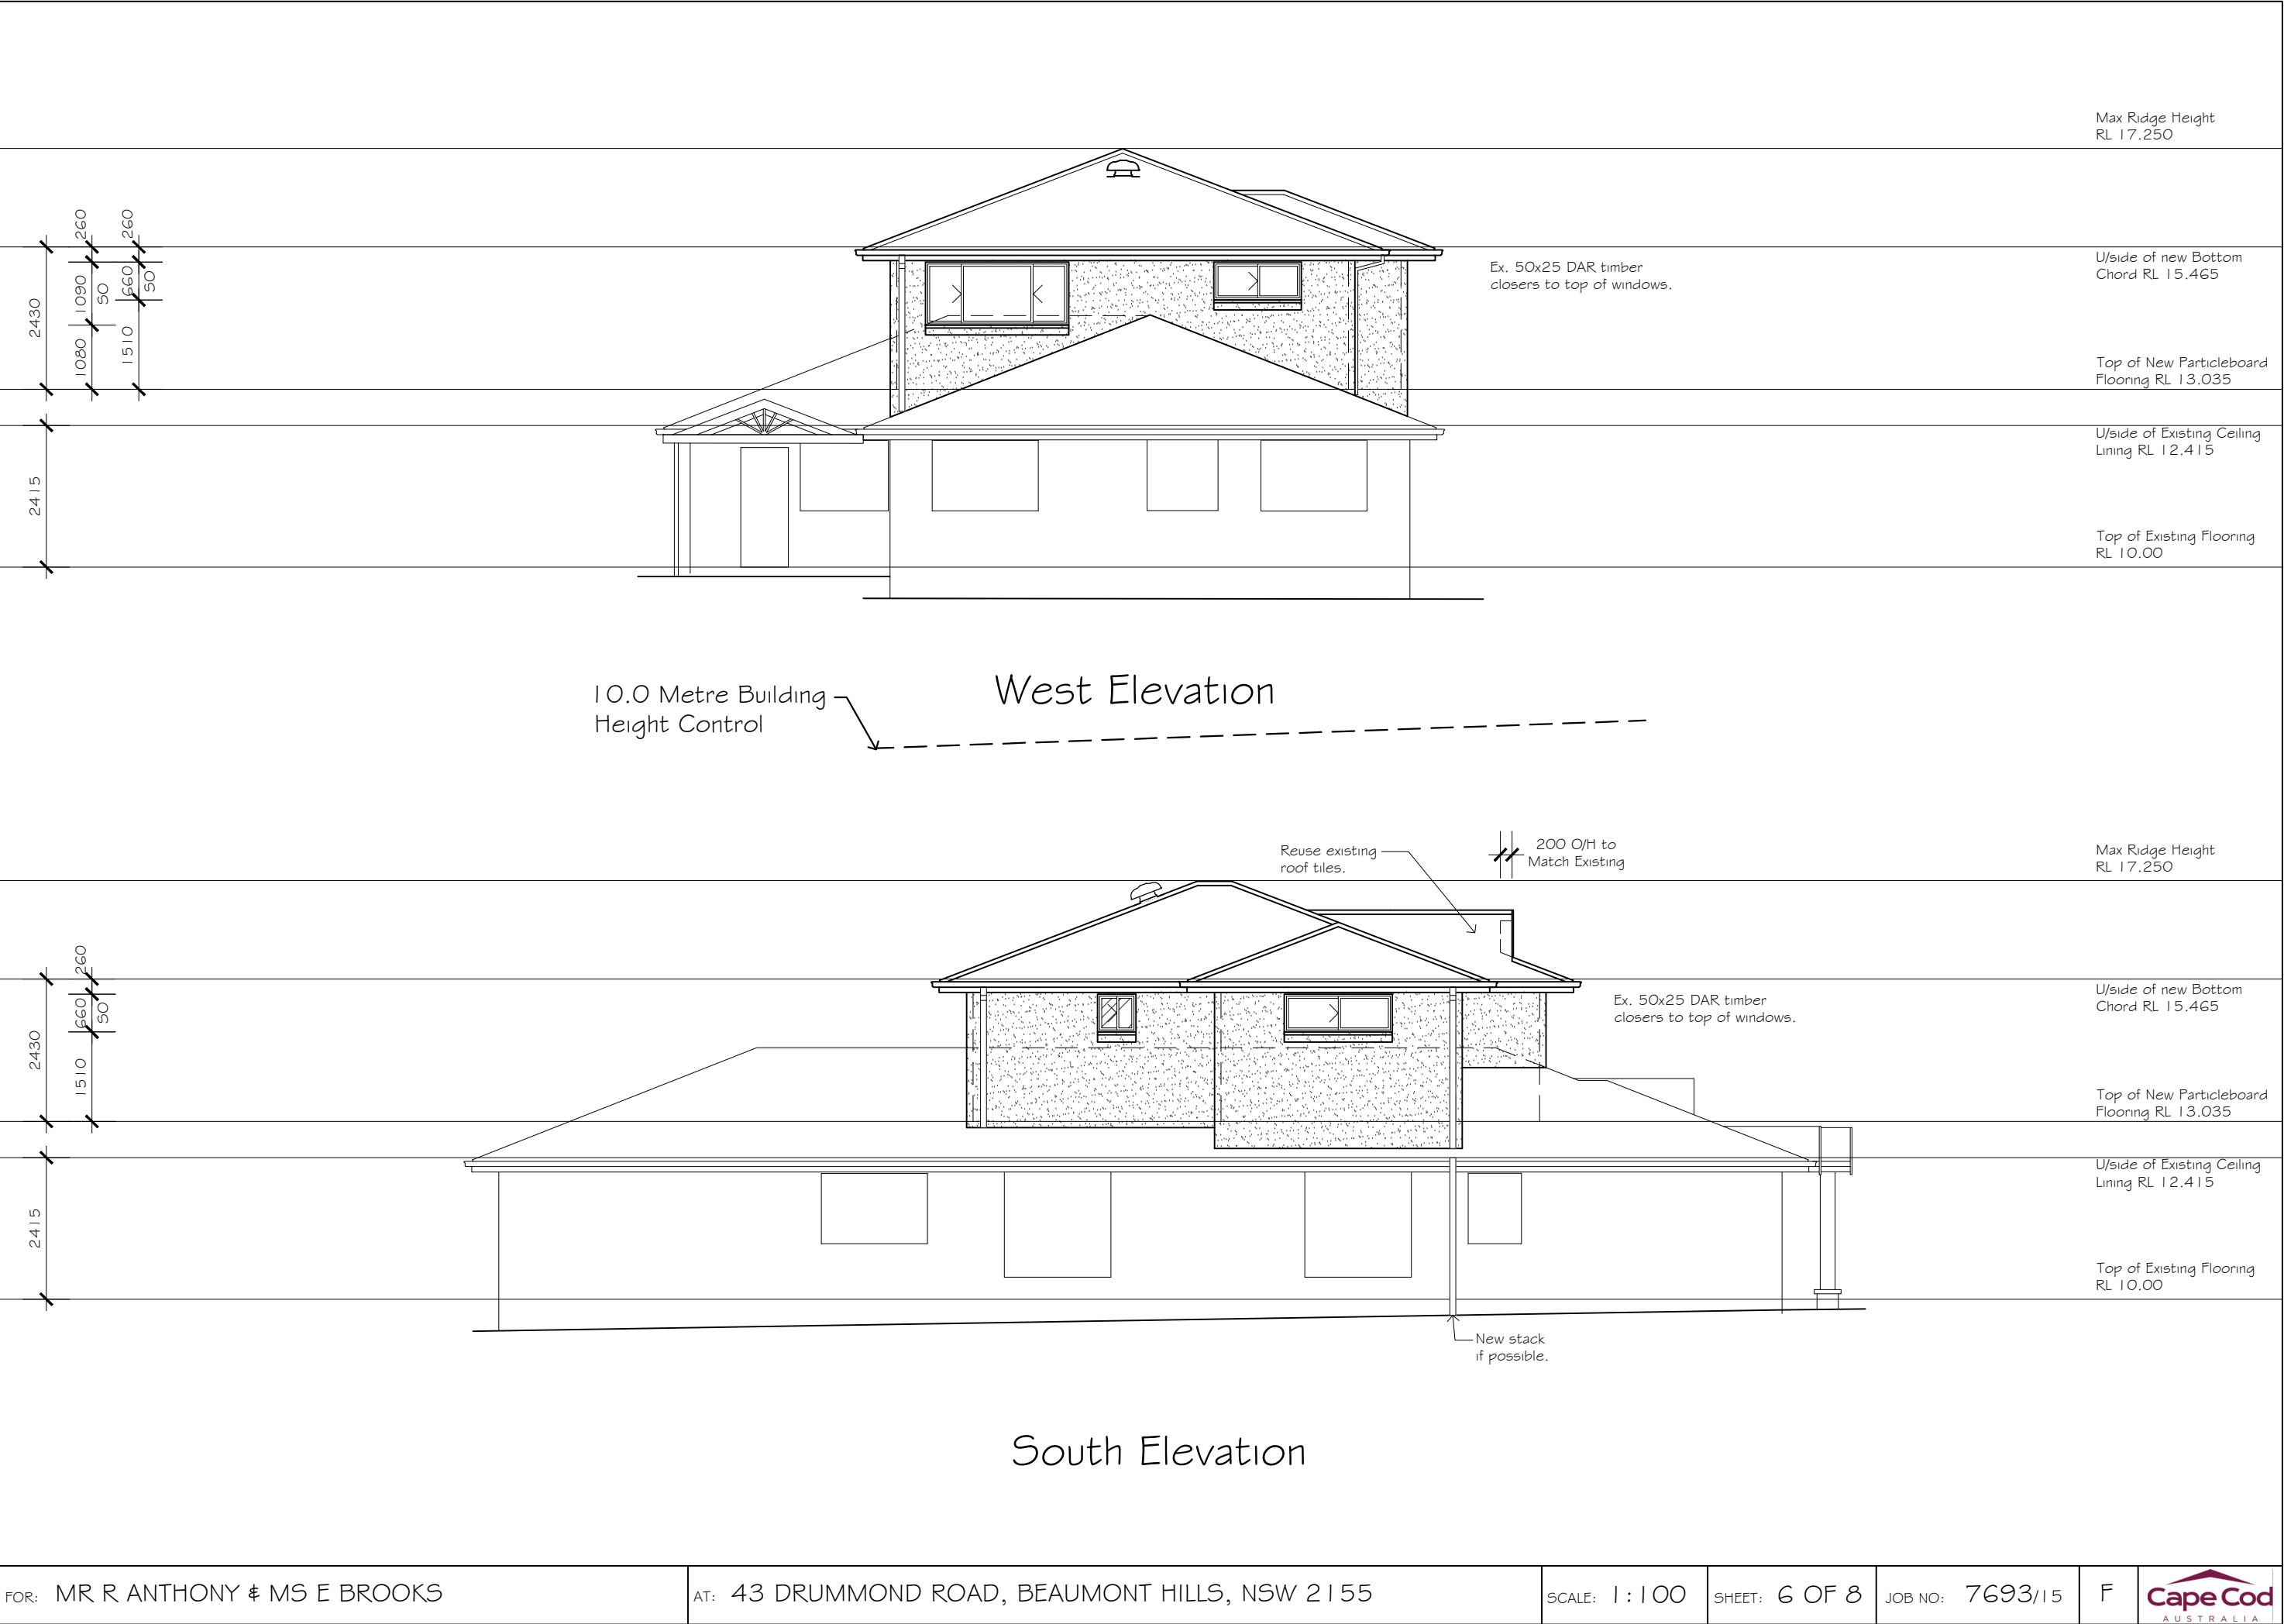 Max Ridge Height
RL 17.250
260
260
1090
50
660
50
2430
1080
1510
Ex. 50x25 DAR timber
closers to top of windows.
U/side of new Bottom
Chord RL 15.465
Top of New Particleboard
Flooring RL 13.035
U/side of Existing Ceiling
Lining RL 12.415
2415
Top of Existing Flooring
RL 10.00
West Elevation
10.0 Metre Building
Height Control
Reuse existing
roof tiles.
200 O/H to
Match Existing
Max Ridge Height
RL 17.250
260
660
50
2430
1510
Ex. 50x25 DAR timber
closers to top of windows.
U/side of new Bottom
Chord RL 15.465
Top of New Particleboard
Flooring RL 13.035
U/side of Existing Ceiling
Lining RL 12.415
2415
Top of Existing Flooring
RL 10.00
New stack
if possible.
South Elevation
FOR: MR R ANTHONY & MS E BROOKS
AT: 43 DRUMMOND ROAD, BEAUMONT HILLS, NSW 2155
SCALE: 1:100
SHEET: 6 OF 8
JOB NO: 7693/15
F
Cape Cod
AUSTRALIA